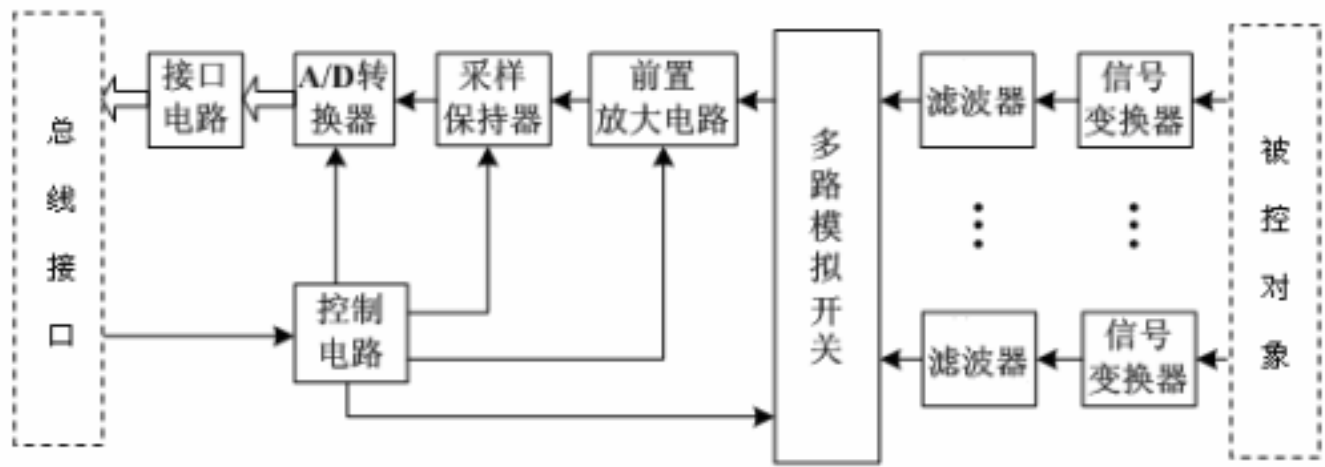 总线接口
接口
电路
A/D转
换器
采样
保持器
前置
放大电路
多路模拟开关
滤波器
信号
变换器
被控对象
控制
电路
滤波器
信号
变换器